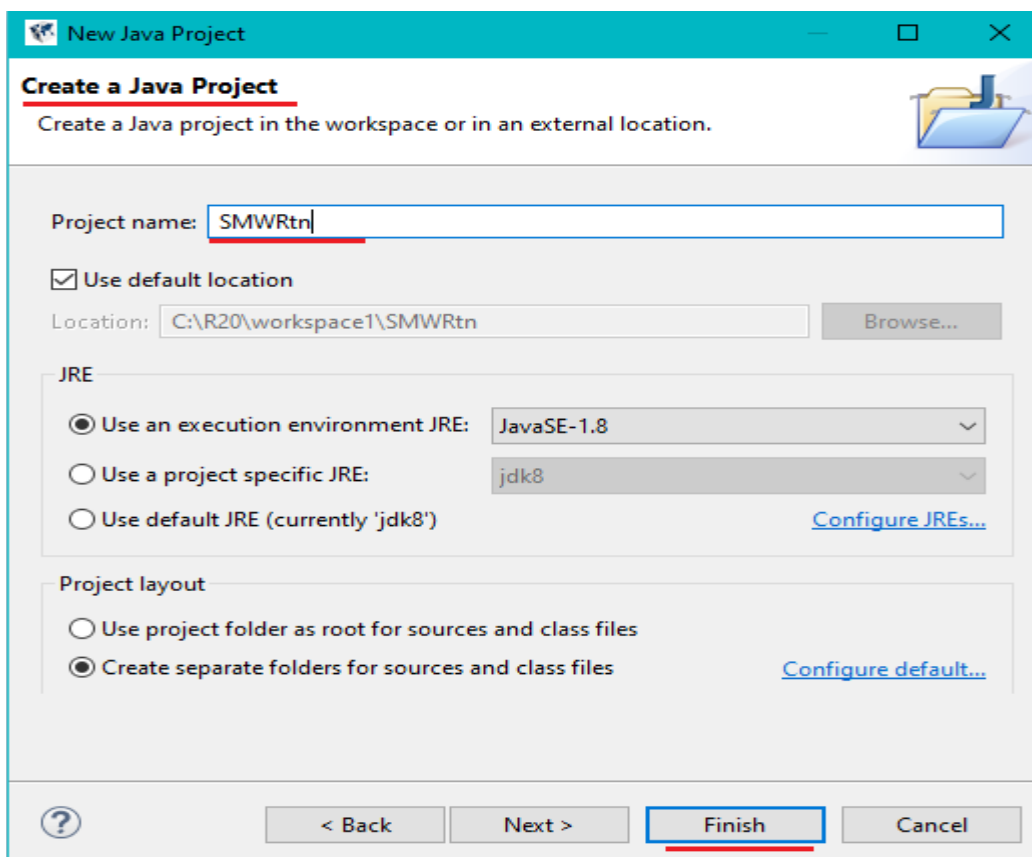 New Java Project
Create a Java Project
Create a Java project in the workspace or in an external location.
Project name: SMWRtn
Use default location
Location: C:\R20\workspace1\SMWRtn Browse...
JRE
Use an execution environment JRE: JavaSE-1.8
Use a project specific JRE: jdk8
Use default JRE (currently 'jdk8') Configure JREs...
Project layout
Use project folder as root for sources and class files
Create separate folders for sources and class files Configure default...
? < Back Next > Finish Cancel